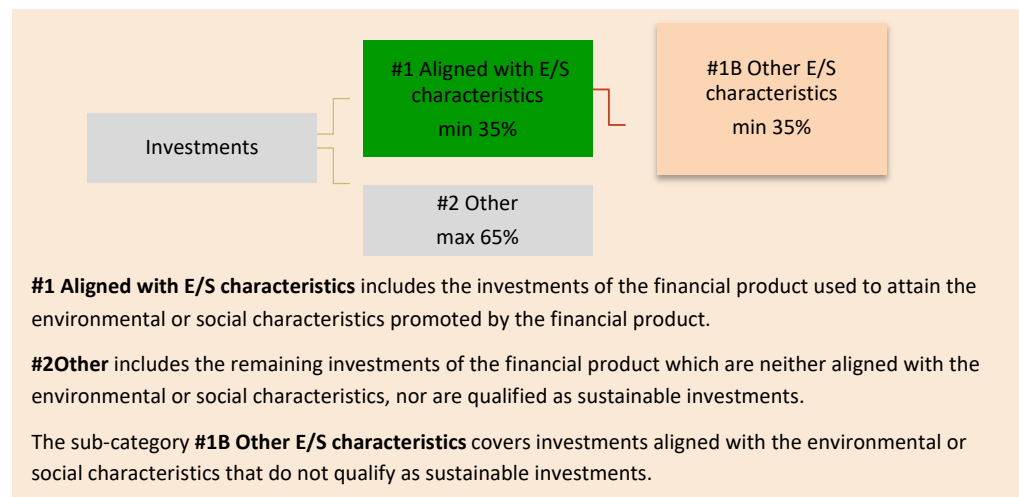 #1 Aligned with E/S
characteristics
min 35%
#1B Other E/S
characteristics
min 35%
Investments
#2 Other
max 65%
#1 Aligned with E/S characteristics includes the investments of the financial product used to attain the
environmental or social characteristics promoted by the financial product.
#2Other includes the remaining investments of the financial product which are neither aligned with the
environmental or social characteristics, nor are qualified as sustainable investments.
The sub-category #1B Other E/S characteristics covers investments aligned with the environmental or
social characteristics that do not qualify as sustainable investments.